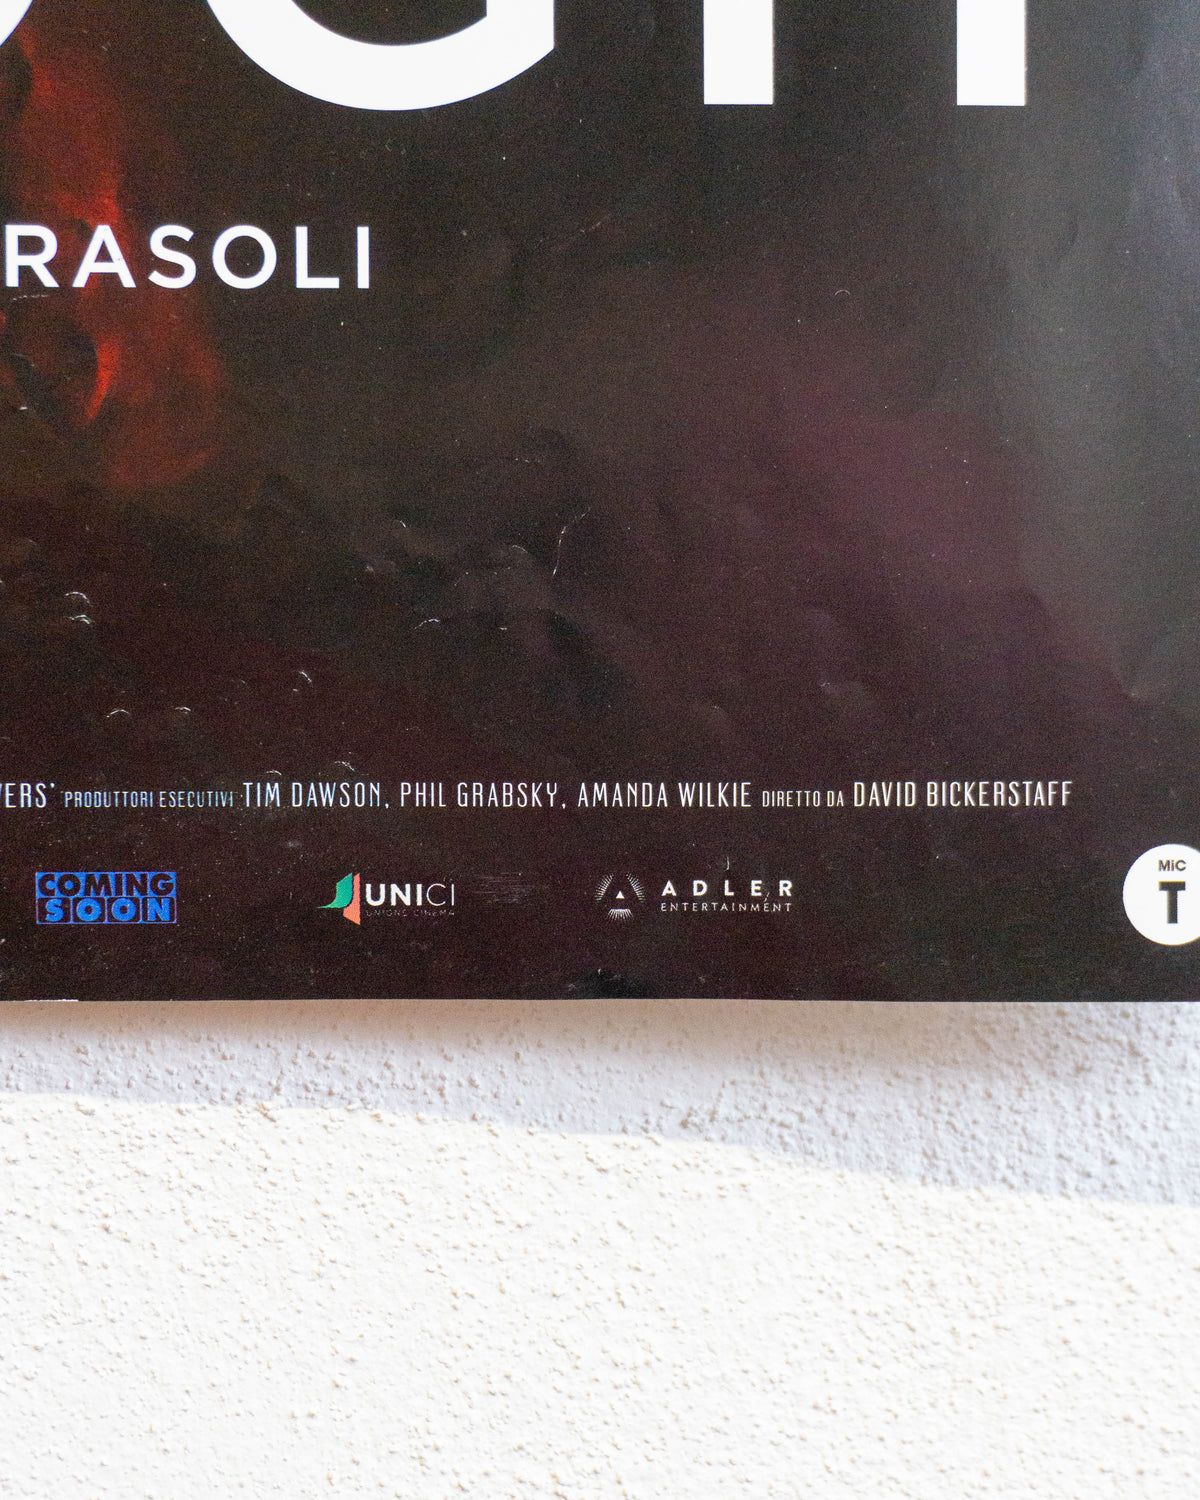 RASOLI
VERS' PRODUTTORI ESECUTIVI TIM DAWSON, PHIL GRABSKY, AMANDA WILKIE DIRETTO DA DAVID BICKERSTAFF
COMING
SOON
UNICI
UNIONE CINEMA
ADLER
ENTERTAINMENT
MiC
T